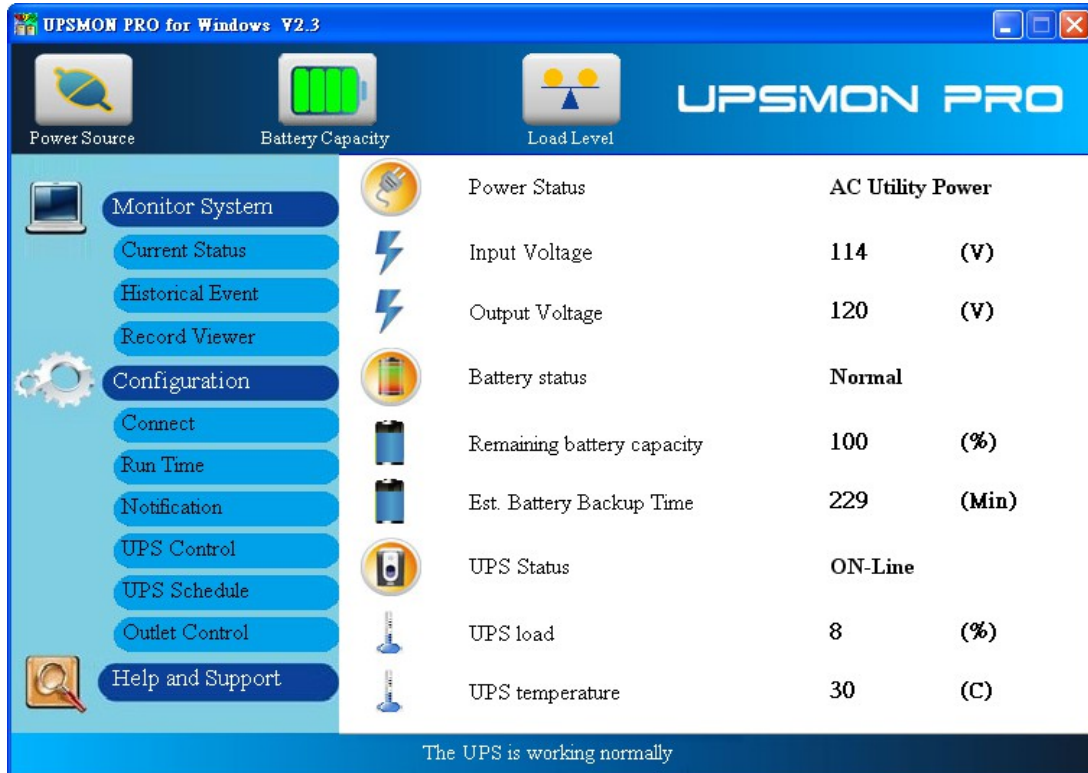 UPSMON PRO for Windows V2.3
Power Source
Battery Capacity
Load Level
UPSMON PRO
Monitor System
Current Status
Historical Event
Record Viewer
Configuration
Connect
Run Time
Notification
UPS Control
UPS Schedule
Outlet Control
Help and Support
Power Status AC Utility Power
Input Voltage 114 (V)
Output Voltage 120 (V)
Battery status Normal
Remaining battery capacity 100 (%)
Est. Battery Backup Time 229 (Min)
UPS Status ON-Line
UPS load 8 (%)
UPS temperature 30 (C)
The UPS is working normally